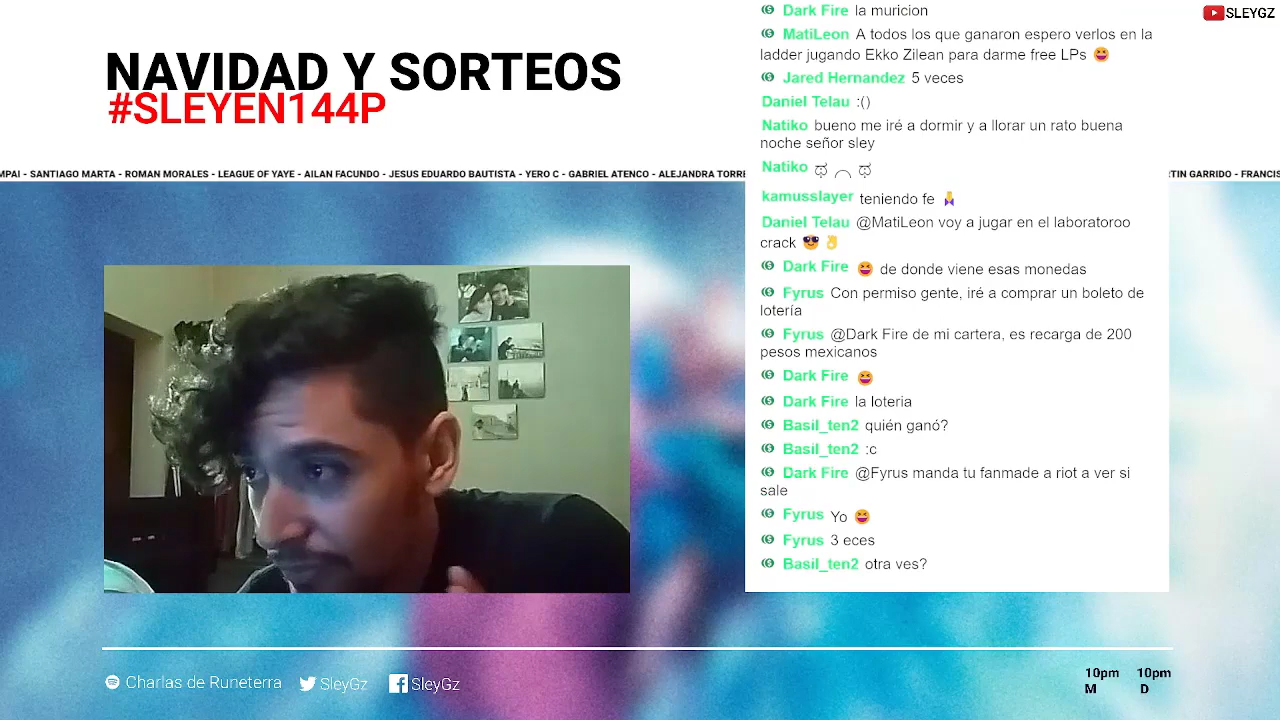 SLEYGZ
NAVIDAD Y SORTEOS
#SLEYEN144P
MPAI - SANTIAGO MARTA - ROMAN MORALES - LEAGUE OF YAYE - AILAN FACUNDO - JESUS EDUARDO BAUTISTA - YERO C - GABRIEL ATENCO - ALEJANDRA TORRE
TIN GARRIDO - FRANCIS
Dark Fire la muricion
MatiLeon A todos los que ganaron espero verlos en la
ladder jugando Ekko Zilean para darme free LPs 😆
Jared Hernandez 5 veces
Daniel Telau :()
Natiko bueno me iré a dormir y a llorar un rato buena
noche señor sley
Natiko ಥ ︵ ಥ
kamusslayer teniendo fe
Daniel Telau @MatiLeon voy a jugar en el laboratoroo
crack 😎 👌
Dark Fire 😆 de donde viene esas monedas
Fyrus Con permiso gente, iré a comprar un boleto de
lotería
Fyrus @Dark Fire de mi cartera, es recarga de 200
pesos mexicanos
Dark Fire 😆
Dark Fire la loteria
Basil_ten2 quién ganó?
Basil_ten2 :c
Dark Fire @Fyrus manda tu fanmade a riot a ver si
sale
Fyrus Yo 😆
Fyrus 3 eces
Basil_ten2 otra ves?
Charlas de Runeterra SleyGz SleyGz
10pm 10pm
M D